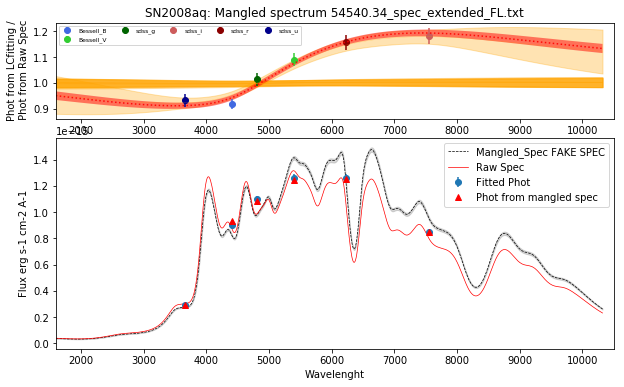 SN2008aq: Mangled spectrum 54540.34_spec_extended_FL.txt
Phot from LCfitting /
Phot from Raw Spec
1.2
1.1
1.0
0.9
Bessell_B
sdss_g
sdss_i
sdss_r
sdss_u
Bessell_V
2000 3000 4000 5000 6000 7000 8000 9000 10000
Flux erg s-1 cm-2 A-1
1.4
1.2
1.0
0.8
0.6
0.4
0.2
0.0
Mangled_Spec FAKE SPEC
Raw Spec
Fitted Phot
Phot from mangled spec
2000 3000 4000 5000 6000 7000 8000 9000 10000
Wavelenght